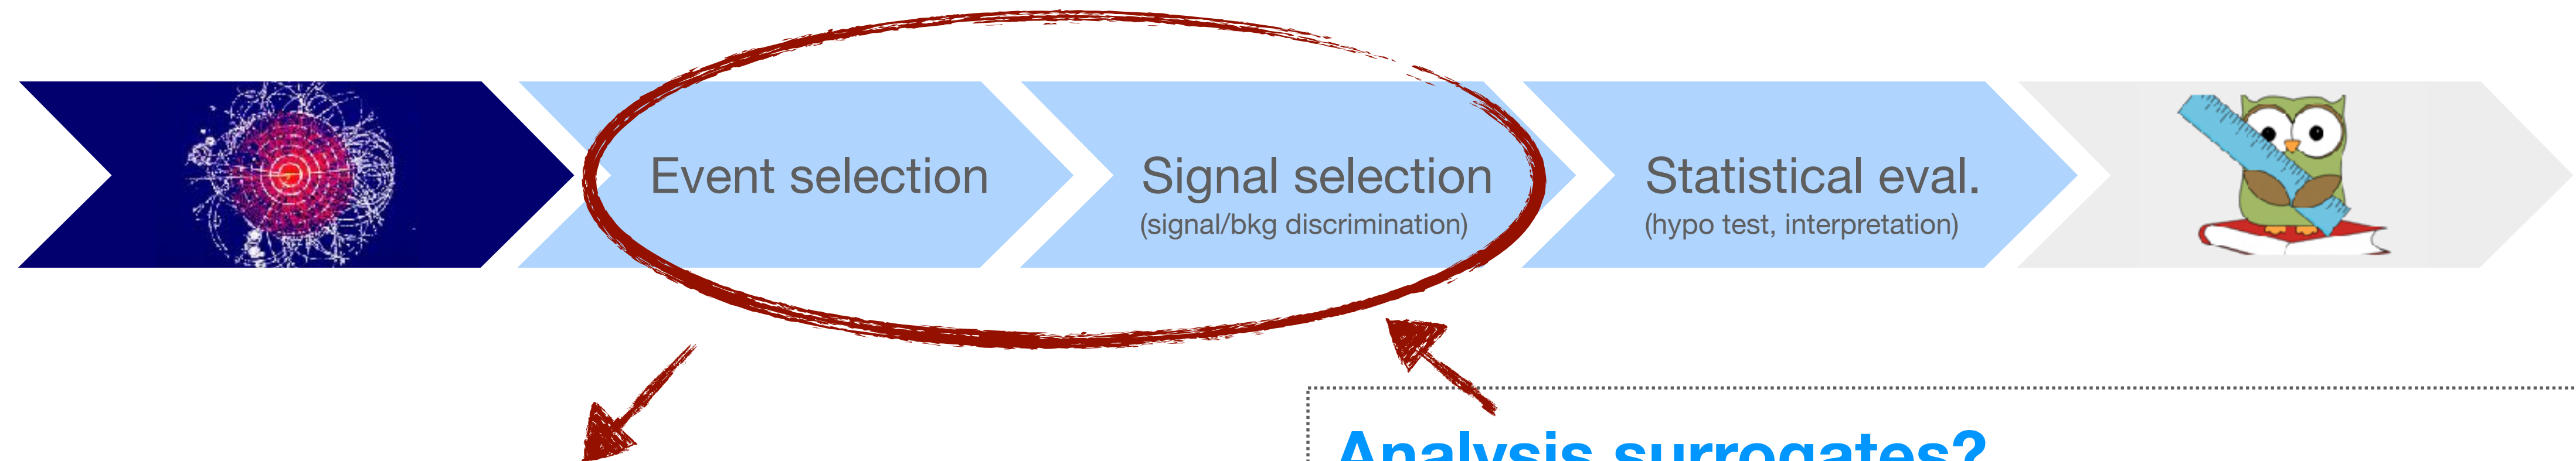 Event selection
Signal selection
(signal/bkg discrimination)
Statistical eval.
(hypo test, interpretation)
Analysis surrogates?